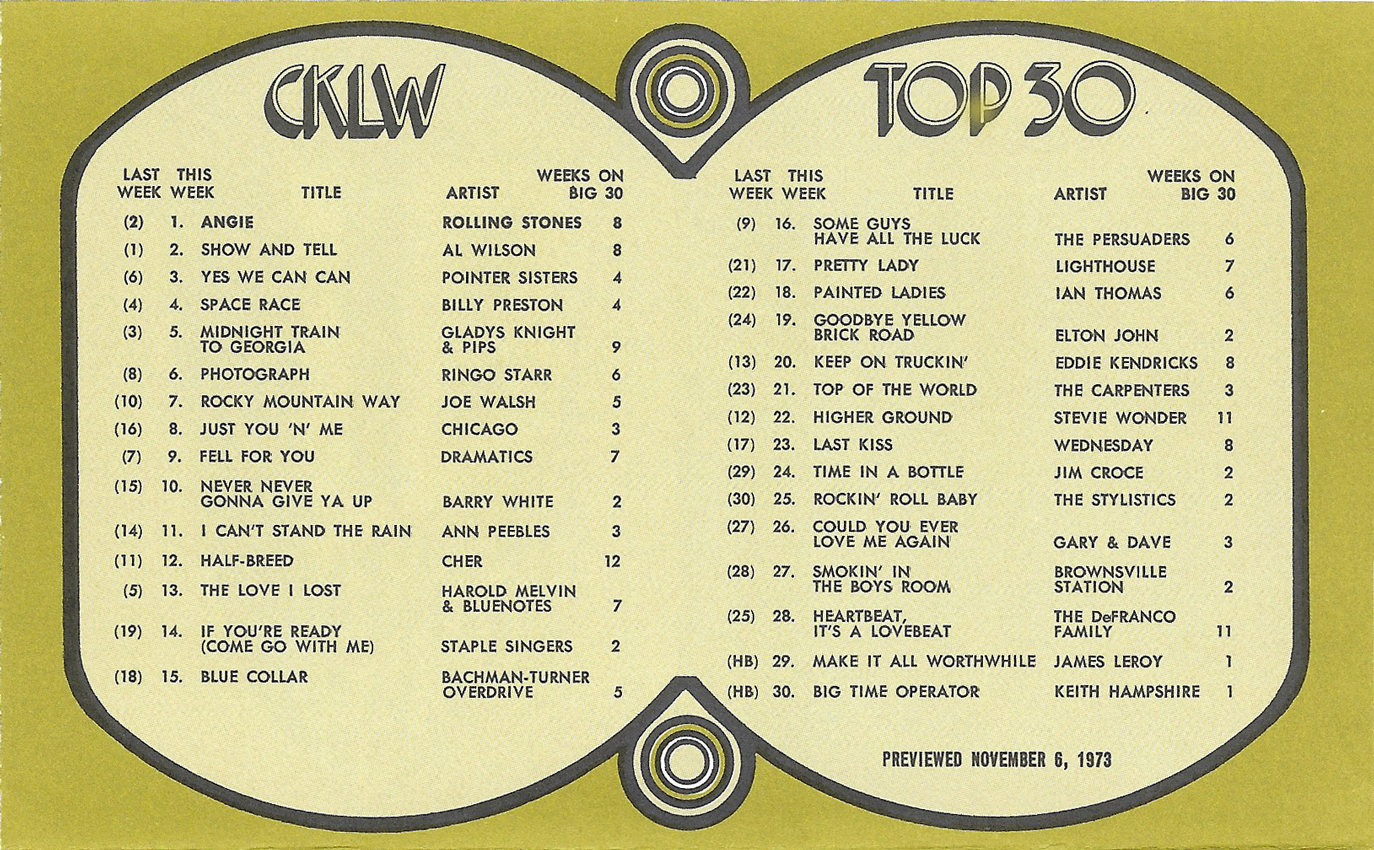 CKLW
LAST THIS WEEKS ON
WEEK WEEK TITLE ARTIST BIG 30
(2) 1. ANGIE ROLLING STONES 8
(1) 2. SHOW AND TELL AL WILSON 8
(6) 3. YES WE CAN CAN POINTER SISTERS 4
(4) 4. SPACE RACE BILLY PRESTON 4
(3) 5. MIDNIGHT TRAIN GLADYS KNIGHT
TO GEORGIA & PIPS 9
(8) 6. PHOTOGRAPH RINGO STARR 6
(10) 7. ROCKY MOUNTAIN WAY JOE WALSH 5
(16) 8. JUST YOU 'N' ME CHICAGO 3
(7) 9. FELL FOR YOU DRAMATICS 7
(15) 10. NEVER NEVER
GONNA GIVE YA UP BARRY WHITE 2
(14) 11. I CAN'T STAND THE RAIN ANN PEEBLES 3
(11) 12. HALF-BREED CHER 12
(5) 13. THE LOVE I LOST HAROLD MELVIN
& BLUENOTES 7
(19) 14. IF YOU'RE READY
(COME GO WITH ME) STAPLE SINGERS 2
(18) 15. BLUE COLLAR BACHMAN-TURNER
OVERDRIVE 5
TOP 30
LAST THIS WEEKS ON
WEEK WEEK TITLE ARTIST BIG 30
(9) 16. SOME GUYS
HAVE ALL THE LUCK THE PERSUADERS 6
(21) 17. PRETTY LADY LIGHTHOUSE 7
(22) 18. PAINTED LADIES IAN THOMAS 6
(24) 19. GOODBYE YELLOW
BRICK ROAD ELTON JOHN 2
(13) 20. KEEP ON TRUCKIN' EDDIE KENDRICKS 8
(23) 21. TOP OF THE WORLD THE CARPENTERS 3
(12) 22. HIGHER GROUND STEVIE WONDER 11
(17) 23. LAST KISS WEDNESDAY 8
(29) 24. TIME IN A BOTTLE JIM CROCE 2
(30) 25. ROCKIN' ROLL BABY THE STYLISTICS 2
(27) 26. COULD YOU EVER
LOVE ME AGAIN GARY & DAVE 3
(28) 27. SMOKIN' IN BROWNSVILLE
THE BOYS ROOM STATION 2
(25) 28. HEARTBEAT, THE DeFRANCO
IT'S A LOVEBEAT FAMILY 11
(HB) 29. MAKE IT ALL WORTHWHILE JAMES LEROY 1
(HB) 30. BIG TIME OPERATOR KEITH HAMPSHIRE 1
PREVIEWED NOVEMBER 6, 1973